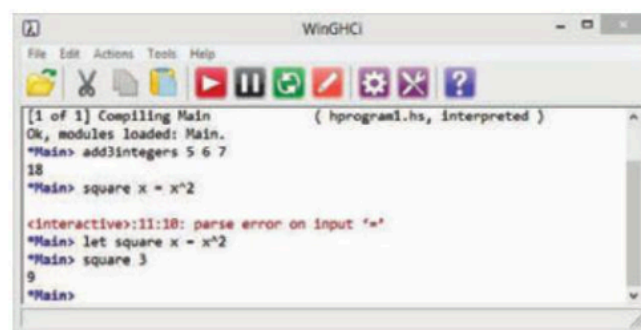 WinGHCi
File Edit Actions Tools Help
[1 of 1] Compiling Main ( hprogram1.hs, interpreted )
Ok, modules loaded: Main.
*Main> add3integers 5 6 7
18
*Main> square x = x^2
<interactive>:11:10: parse error on input ‘=’
*Main> let square x = x^2
*Main> square 3
9
*Main>